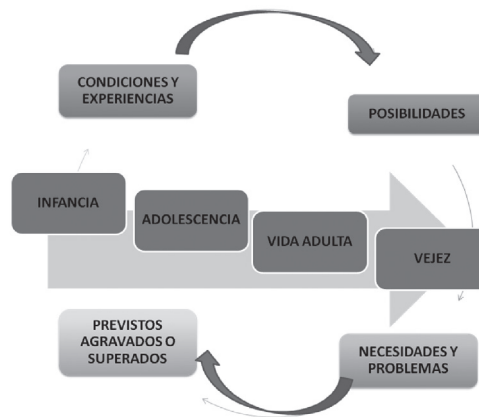 CONDICIONES Y
EXPERIENCIAS
POSIBILIDADES
INFANCIA
ADOLESCENCIA
VIDA ADULTA
VEJEZ
PREVISTOS
AGRAVADOS O
SUPERADOS
NECESIDADES Y
PROBLEMAS